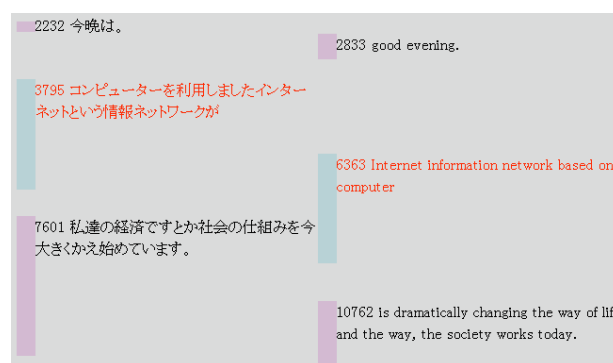 2232 今晩は。
2833 good evening.
3795 コンピューターを利用しましたインター
ネットという情報ネットワークが
6363 Internet information network based on
computer
7601 私達の経済ですとか社会の仕組みを今
大きくかえ始めています。
10762 is dramatically changing the way of lif
and the way, the society works today.